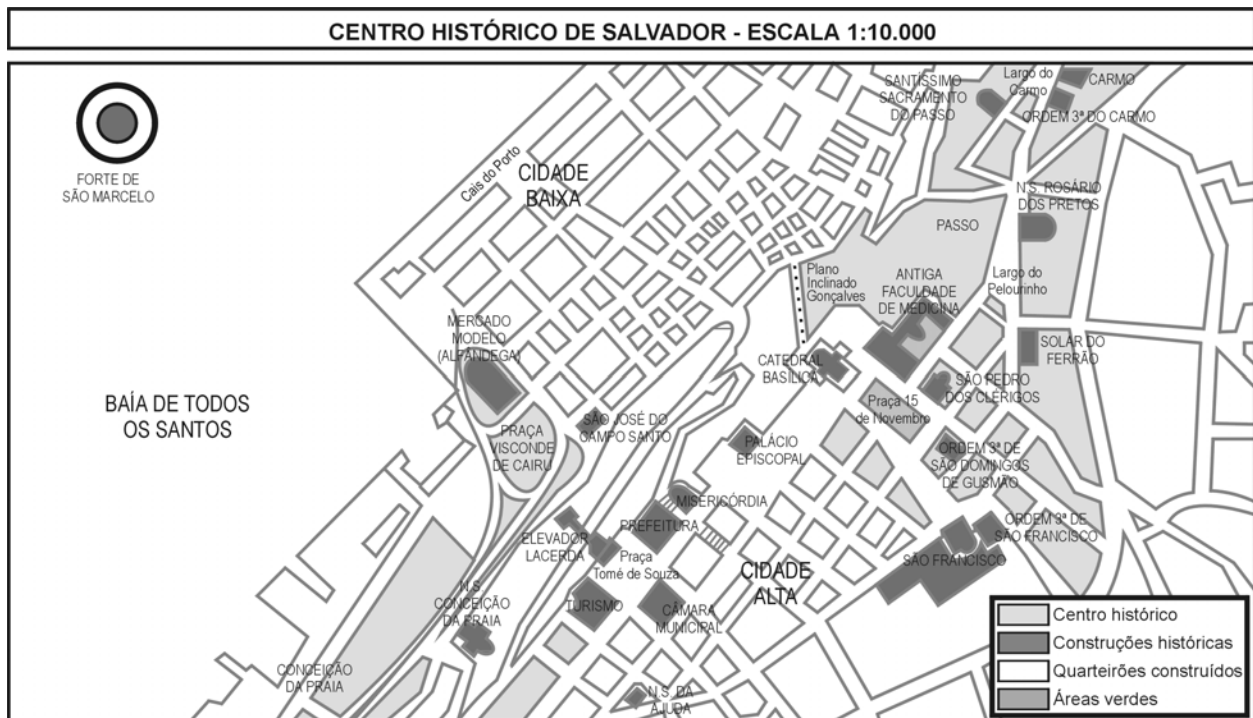 CENTRO HISTÓRICO DE SALVADOR - ESCALA 1:10.000
FORTE DE
SÃO MARCELO
Cais do Porto
CIDADE
BAIXA
SANTÍSSIMO
SACRAMENTO
DO PASSO
Largo do
Carmo
CARMO
ORDEM 3ª DO CARMO
N.S. ROSÁRIO
DOS PRETOS
PASSO
Plano
Inclinado
Gonçalves
ANTIGA
FACULDADE
DE MEDICINA
Largo do
Pelourinho
MERCADO
MODELO
(ALFÂNDEGA)
CATEDRAL
BASÍLICA
SOLAR DO
FERRÃO
SÃO PEDRO
DOS CLÉRIGOS
Praça 15
de Novembro
BAÍA DE TODOS
OS SANTOS
PRAÇA
VISCONDE
DE CAIRU
SÃO JOSÉ DO
CAMPO SANTO
PALÁCIO
EPISCOPAL
ORDEM 3ª DE
SÃO DOMINGOS
DE GUSMÃO
MISERICÓRDIA
PREFEITURA
ORDEM 3ª DE
SÃO FRANCISCO
ELEVADOR
LACERDA
Praça
Tomé de Souza
SÃO FRANCISCO
CIDADE
ALTA
N.S.
CONCEIÇÃO
DA PRAIA
TURISMO
CÂMARA
MUNICIPAL
CONCEIÇÃO
DA PRAIA
N.S. DA
AJUDA
Centro histórico
Construções históricas
Quarteirões construídos
Áreas verdes